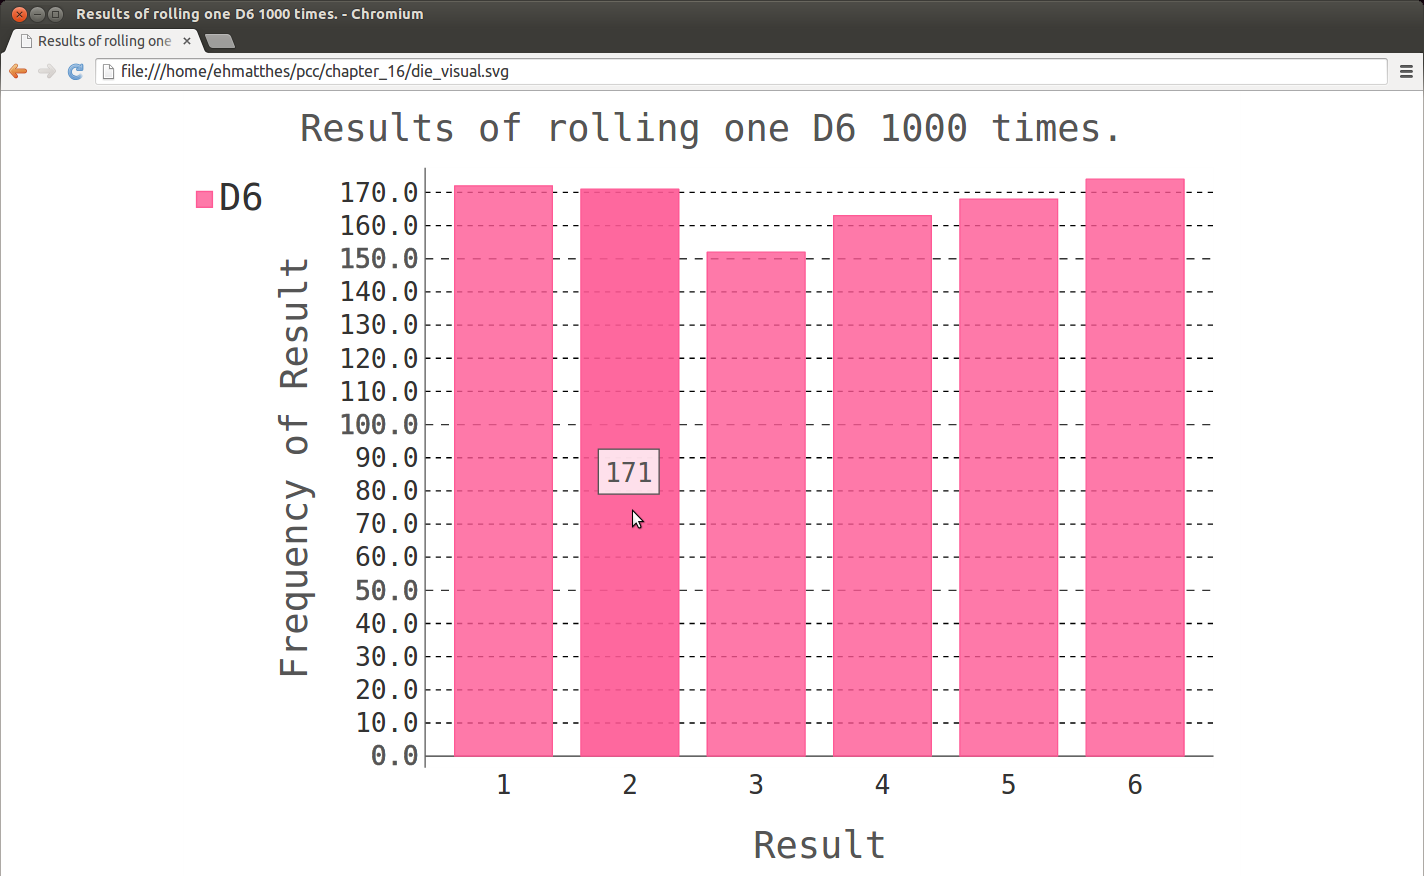 Results of rolling one D6 1000 times. - Chromium
Results of rolling one
file:///home/ehmatthes/pcc/chapter_16/die_visual.svg
Results of rolling one D6 1000 times.
D6
Frequency of Result
170.0
160.0
150.0
140.0
130.0
120.0
110.0
100.0
90.0
80.0
70.0
60.0
50.0
40.0
30.0
20.0
10.0
0.0
171
1 2 3 4 5 6
Result